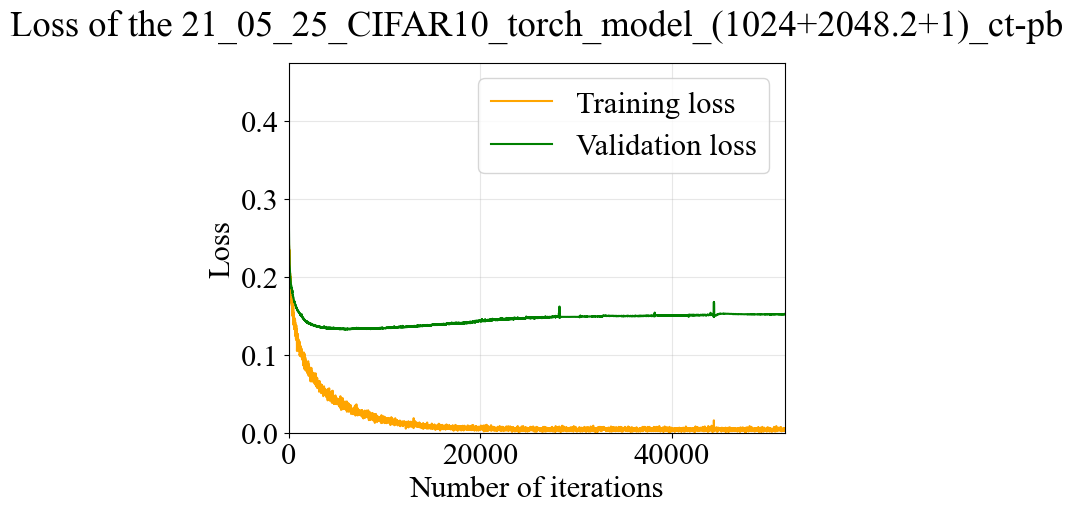 Loss of the 21_05_25_CIFAR10_torch_model_(1024+2048.2+1)_ct-pb
Training loss
Validation loss
Loss
0.4
0.3
0.2
0.1
0.0
0
20000
40000
Number of iterations